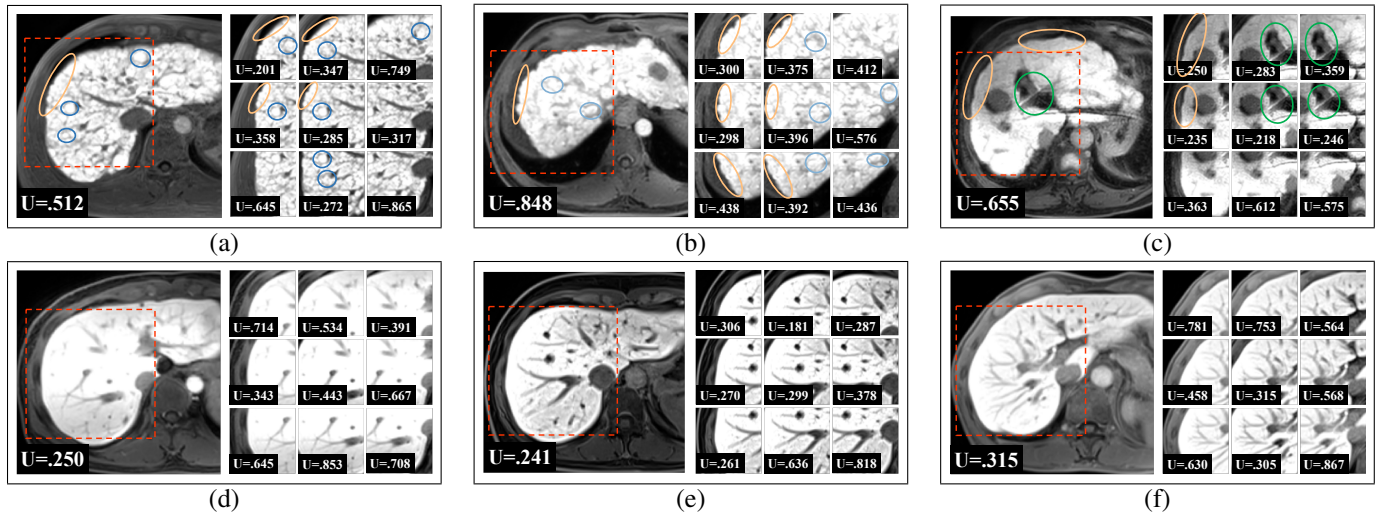 U=.201 U=.347 U=.749
U=.358 U=.285 U=.317
U=.645 U=.272 U=.865
U=.512
(a)
U=.300 U=.375 U=.412
U=.298 U=.396 U=.576
U=.438 U=.392 U=.436
U=.848
(b)
U=.250 U=.283 U=.359
U=.235 U=.218 U=.246
U=.363 U=.612 U=.575
U=.655
(c)
U=.714 U=.534 U=.391
U=.343 U=.443 U=.667
U=.645 U=.853 U=.708
U=.250
(d)
U=.306 U=.181 U=.287
U=.270 U=.299 U=.378
U=.261 U=.636 U=.818
U=.241
(e)
U=.781 U=.753 U=.564
U=.458 U=.315 U=.568
U=.630 U=.305 U=.867
U=.315
(f)